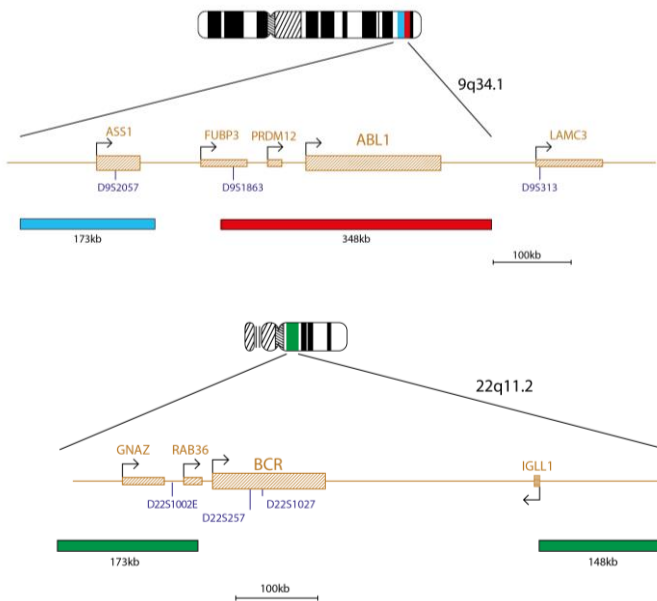 9q34.1
ASS1 FUBP3 PRDM12 ABL1 LAMC3
D9S2057 D9S1863 D9S313
173kb 348kb
100kb
22q11.2
GNAZ RAB36 BCR IGLL1
D22S1002E D22S257 D22S1027
173kb 148kb
100kb